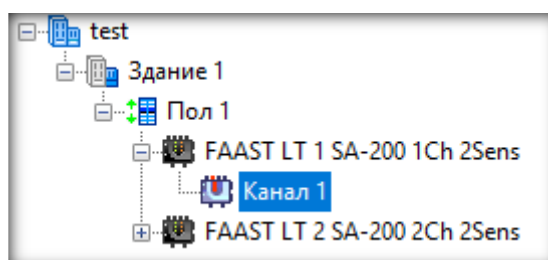 test
Здание 1
Пол 1
FAAST LT 1 SA-200 1Ch 2Sens
Канал 1
FAAST LT 2 SA-200 2Ch 2Sens